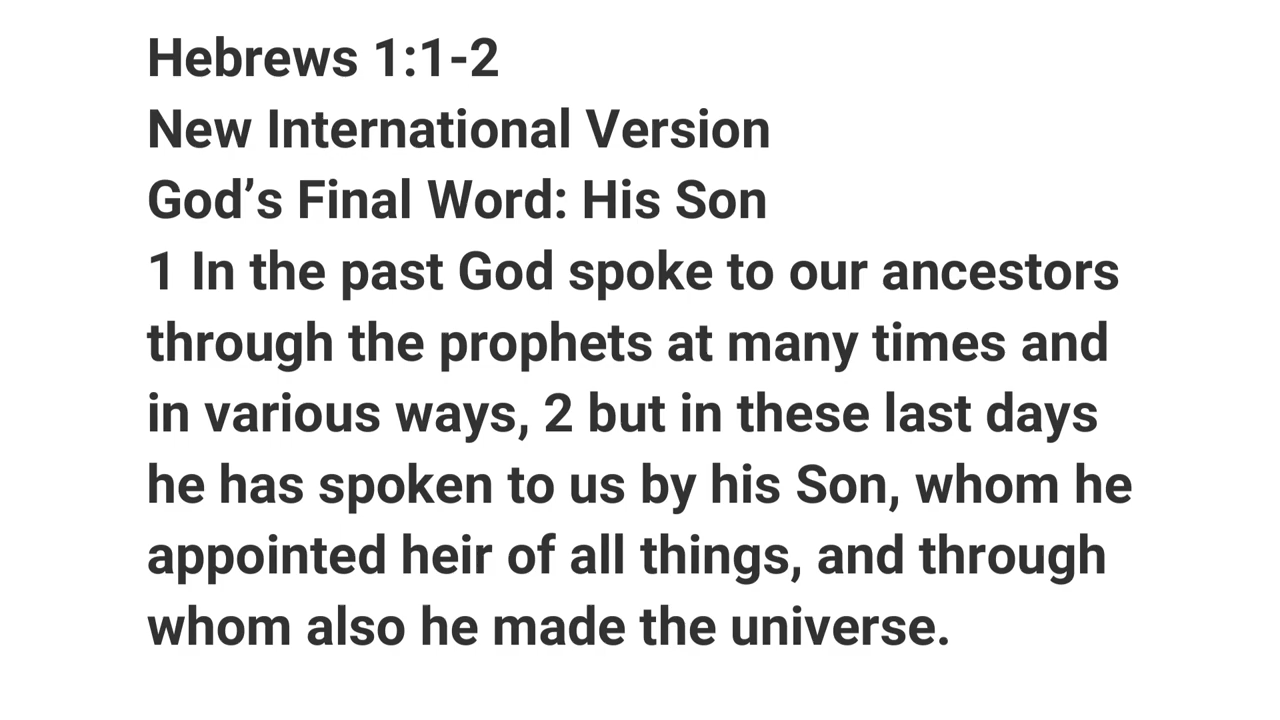 Hebrews 1:1-2
New International Version
God’s Final Word: His Son
1 In the past God spoke to our ancestors
through the prophets at many times and
in various ways, 2 but in these last days
he has spoken to us by his Son, whom he
appointed heir of all things, and through
whom also he made the universe.